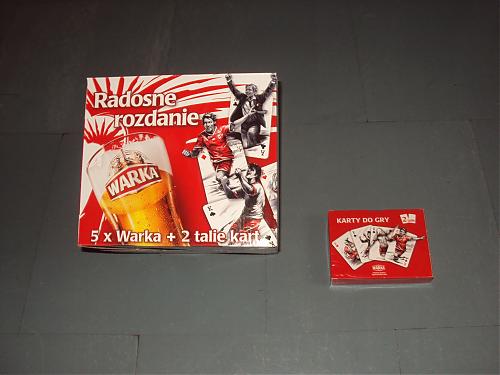 Radosne
rozdanie
WARKA
5 x Warka + 2 talie kart
KARTY DO GRY
WARKA